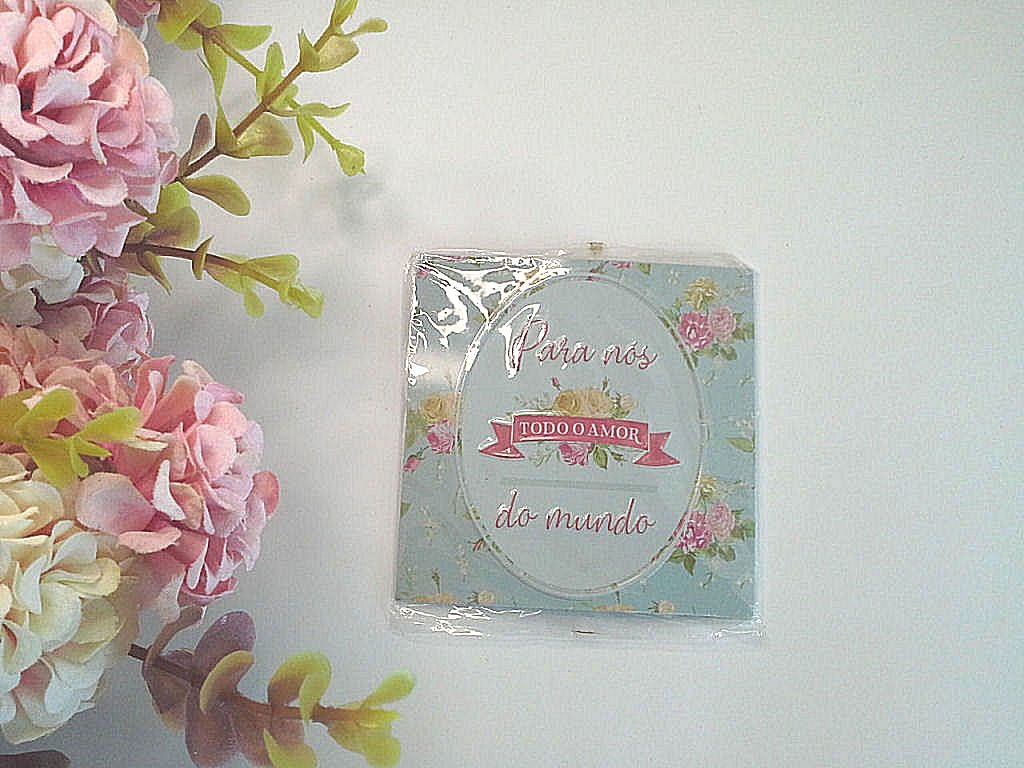 Para nós
TODO O AMOR
do mundo